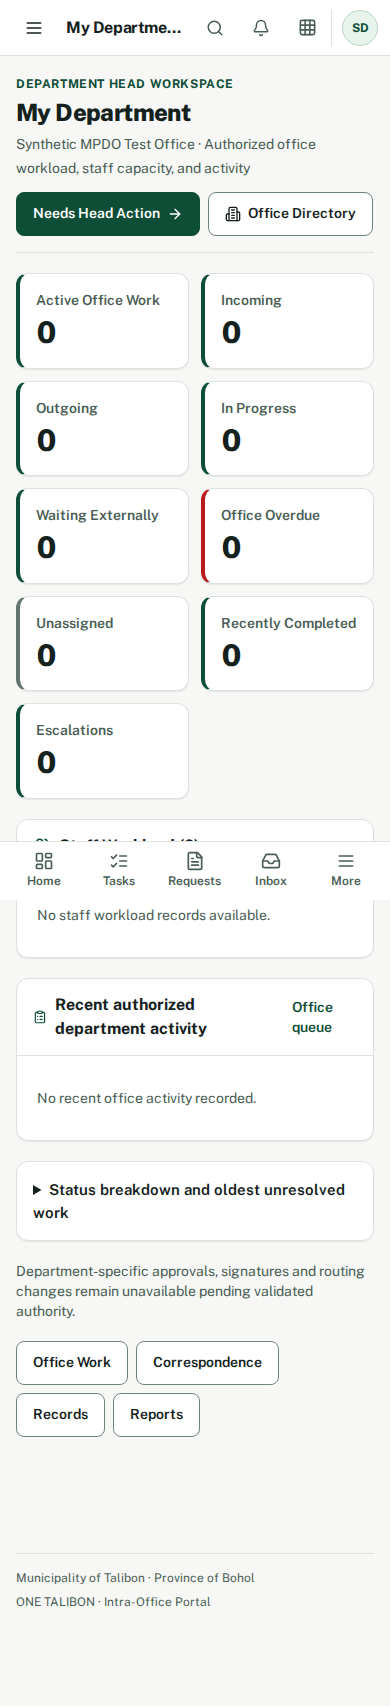 My Departme...
SD
DEPARTMENT HEAD WORKSPACE
My Department
Synthetic MPDO Test Office · Authorized office
workload, staff capacity, and activity
Needs Head Action →
Office Directory
Active Office Work
0
Incoming
0
Outgoing
0
In Progress
0
Waiting Externally
0
Office Overdue
0
Unassigned
0
Recently Completed
0
Escalations
0
Home
Tasks
Requests
Inbox
More
No staff workload records available.
Recent authorized
department activity
Office
queue
No recent office activity recorded.
Status breakdown and oldest unresolved
work
Department-specific approvals, signatures and routing
changes remain unavailable pending validated
authority.
Office Work
Correspondence
Records
Reports
Municipality of Talibon · Province of Bohol
ONE TALIBON · Intra-Office Portal